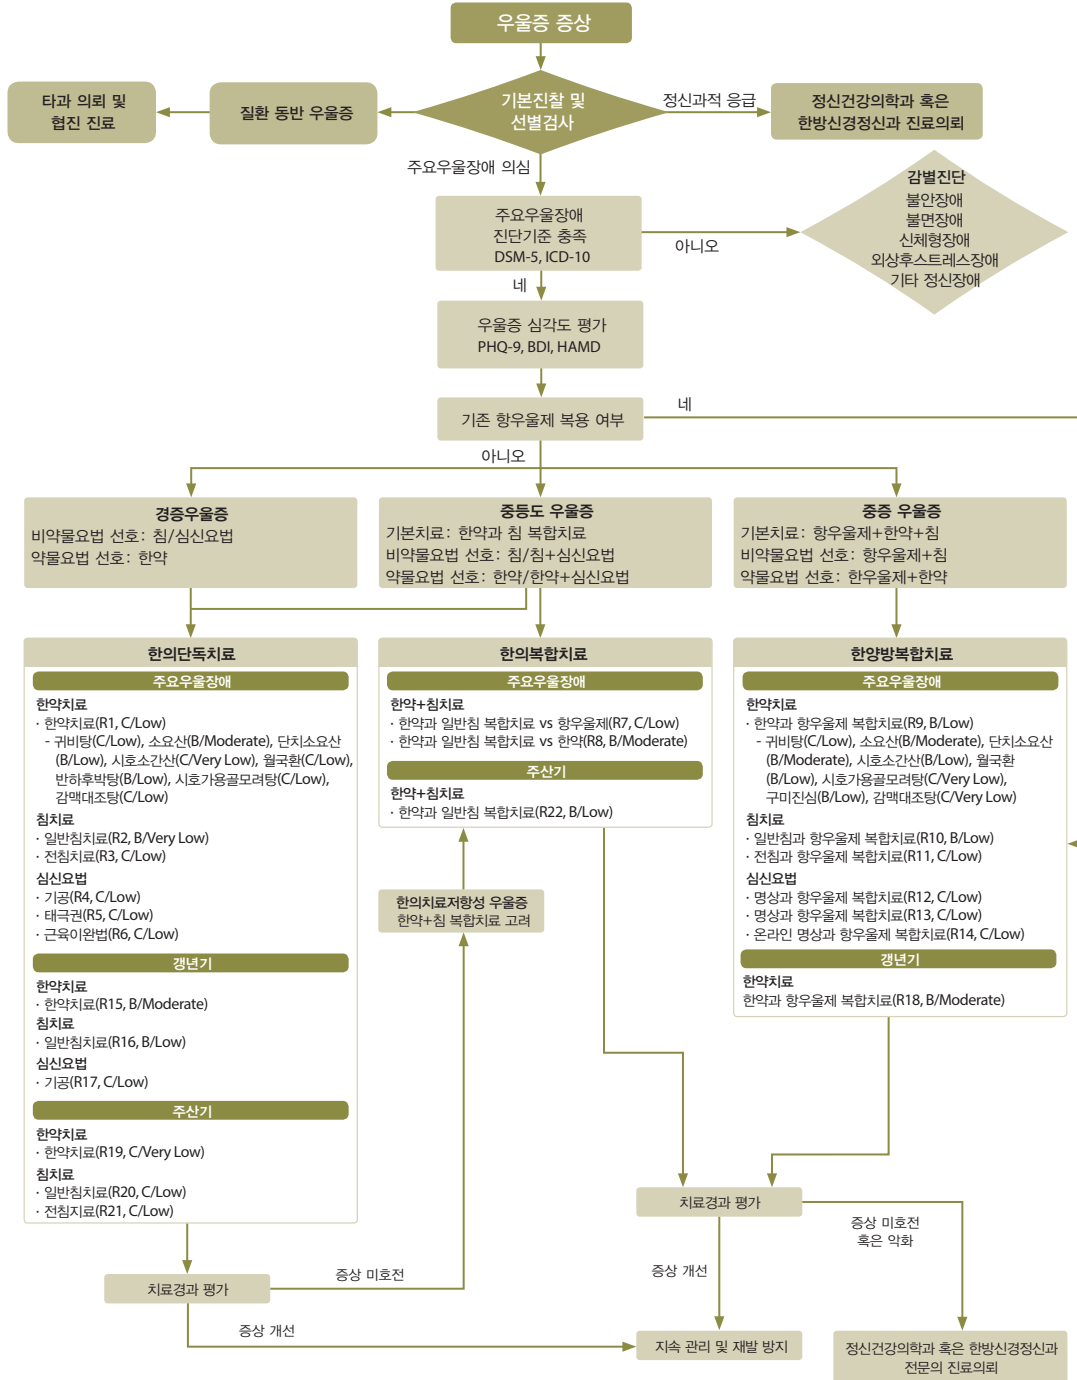 우울증 증상
타과 의뢰 및
협진 진료
질환 동반 우울증
기본진찰 및
선별검사
정신과적 응급
정신건강의학과 혹은
한방신경정신과 진료의뢰
주요우울장애 의심
감별진단
불안장애
불면장애
신체형장애
외상후스트레스장애
기타 정신장애
주요우울장애
진단기준 충족
DSM-5, ICD-10
아니오
네
우울증 심각도 평가
PHQ-9, BDI, HAMD
기존 항우울제 복용 여부
네
아니오
경증우울증
비약물요법 선호: 침/심신요법
약물요법 선호: 한약
중등도 우울증
기본치료: 한약과 침 복합치료
비약물요법 선호: 침/침+심신요법
약물요법 선호: 한약/한약+심신요법
중증 우울증
기본치료: 항우울제+한약+침
비약물요법 선호: 항우울제+침
약물요법 선호: 한우울제+한약
한의단독치료
주요우울장애
한약치료
· 한약치료(R1, C/Low)
- 귀비탕(C/Low), 소요산(B/Moderate), 단치소요산
(B/Low), 시호소간산(C/Very Low), 월국환(C/Low),
반하후박탕(B/Low), 시호가용골모려탕(C/Low),
감맥대조탕(C/Low)
침치료
· 일반침치료(R2, B/Very Low)
· 전침치료(R3, C/Low)
심신요법
· 기공(R4, C/Low)
· 태극권(R5, C/Low)
· 근육이완법(R6, C/Low)
갱년기
한약치료
· 한약치료(R15, B/Moderate)
침치료
· 일반침치료(R16, B/Low)
심신요법
· 기공(R17, C/Low)
주산기
한약치료
· 한약치료(R19, C/Very Low)
침치료
· 일반침치료(R20, C/Low)
· 전침지료(R21, C/Low)
한의복합치료
주요우울장애
한약+침치료
· 한약과 일반침 복합치료 vs 항우울제(R7, C/Low)
· 한약과 일반침 복합치료 vs 한약(R8, B/Moderate)
주산기
한약+침치료
· 한약과 일반침 복합치료(R22, B/Low)
한의치료저항성 우울증
한약+침 복합치료 고려
한양방복합치료
주요우울장애
한약치료
· 한약과 항우울제 복합치료(R9, B/Low)
- 귀비탕(C/Low), 소요산(B/Moderate), 단치소요산
(B/Moderate), 시호소간산(B/Low), 월국환
(B/Low), 시호가용골모려탕(C/Very Low),
구미진심(B/Low), 감맥대조탕(C/Very Low)
침치료
· 일반침과 항우울제 복합치료(R10, B/Low)
· 전침과 항우울제 복합치료(R11, C/Low)
심신요법
· 명상과 항우울제 복합치료(R12, C/Low)
· 명상과 항우울제 복합치료(R13, C/Low)
· 온라인 명상과 항우울제 복합치료(R14, C/Low)
갱년기
한약치료
한약과 항우울제 복합치료(R18, B/Moderate)
치료경과 평가
증상 미호전
혹은 악화
증상 개선
치료경과 평가
증상 미호전
증상 개선
지속 관리 및 재발 방지
정신건강의학과 혹은 한방신경정신과
전문의 진료의뢰